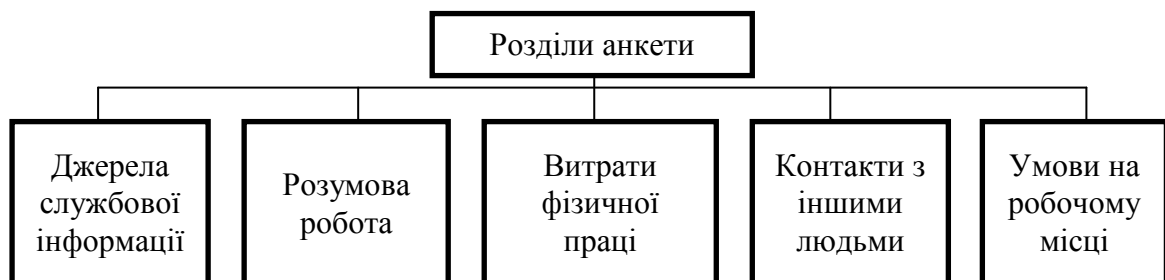 Розділи анкети
Джерела
службової
інформації
Розумова
робота
Витрати
фізичної
праці
Контакти з
іншими
людьми
Умови на
робочому
місці